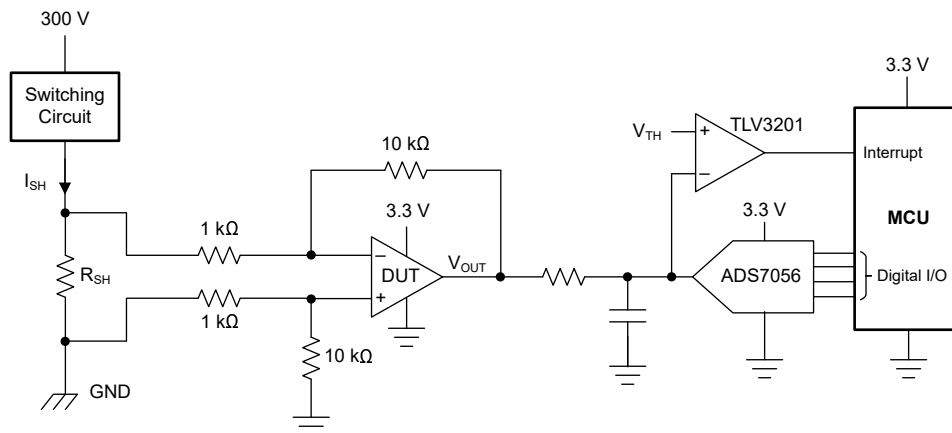 300 V
Switching
Circuit
I_SH
R_SH
GND
1 kΩ
1 kΩ
10 kΩ
10 kΩ
3.3 V
−
+
DUT
V_OUT
V_TH
+
−
TLV3201
3.3 V
ADS7056
3.3 V
Interrupt
MCU
Digital I/O